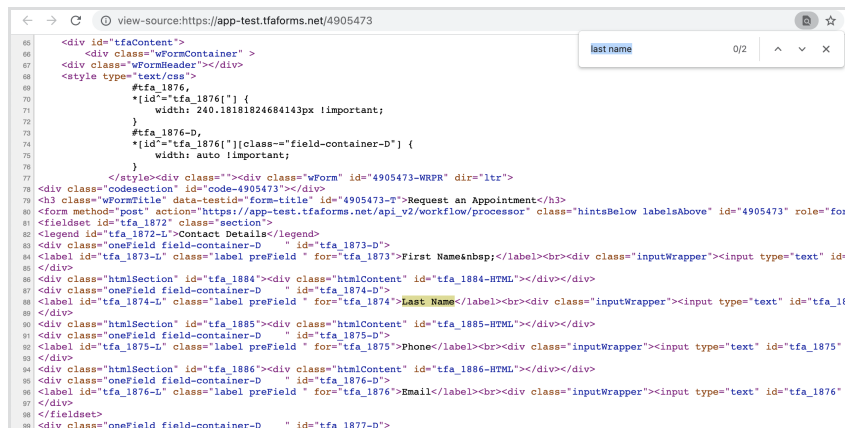 view-source:https://app-test.tfaforms.net/4905473
last name
0/2
65 <div id="tfaContent">
66 <div class="wFormContainer" >
67 <div class="wFormHeader"></div>
68 <style type="text/css">
69 #tfa_1876,
70 *[id^="tfa_1876["] {
71 width: 240.18181824684143px !important;
72 }
73 #tfa_1876-D,
74 *[id^="tfa_1876["][class~="field-container-D"] {
75 width: auto !important;
76 }
77 </style><div class=""><div class="wForm" id="4905473-WRPR" dir="ltr">
78 <div class="codesection" id="code-4905473"></div>
79 <h3 class="wFormTitle" data-testid="form-title" id="4905473-T">Request an Appointment</h3>
80 <form method="post" action="https://app-test.tfaforms.net/api_v2/workflow/processor" class="hintsBelow labelsAbove" id="4905473" role="for
81 <fieldset id="tfa_1872" class="section">
82 <legend id="tfa_1872-L">Contact Details</legend>
83 <div class="oneField field-container-D    " id="tfa_1873-D">
84 <label id="tfa_1873-L" class="label preField " for="tfa_1873">First Name&nbsp;</label><br><div class="inputWrapper"><input type="text" id=
85 </div>
86 <div class="htmlSection" id="tfa_1884"><div class="htmlContent" id="tfa_1884-HTML"></div></div>
87 <div class="oneField field-container-D    " id="tfa_1874-D">
88 <label id="tfa_1874-L" class="label preField " for="tfa_1874">Last Name</label><br><div class="inputWrapper"><input type="text" id="tfa_18
89 </div>
90 <div class="htmlSection" id="tfa_1885"><div class="htmlContent" id="tfa_1885-HTML"></div></div>
91 <div class="oneField field-container-D    " id="tfa_1875-D">
92 <label id="tfa_1875-L" class="label preField " for="tfa_1875">Phone</label><br><div class="inputWrapper"><input type="text" id="tfa_1875"
93 </div>
94 <div class="htmlSection" id="tfa_1886"><div class="htmlContent" id="tfa_1886-HTML"></div></div>
95 <div class="oneField field-container-D    " id="tfa_1876-D">
96 <label id="tfa_1876-L" class="label preField " for="tfa_1876">Email</label><br><div class="inputWrapper"><input type="text" id="tfa_1876"
97 </div>
98 </fieldset>
99 <div class="oneField field-container-D    " id="tfa_1877-D">